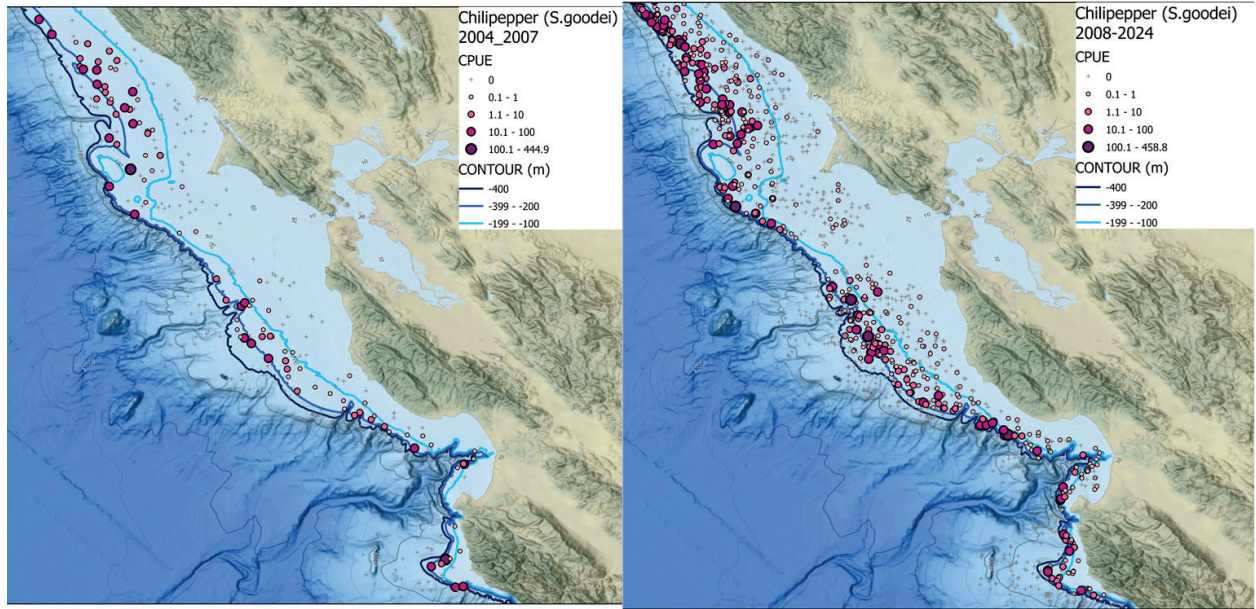 Chilipepper (S.goodei)
2004_2007
CPUE
0
0.1 - 1
1.1 - 10
10.1 - 100
100.1 - 444.9
CONTOUR (m)
-400
-399 - -200
-199 - -100
Chilipepper (S.goodei)
2008-2024
CPUE
0
0.1 - 1
1.1 - 10
10.1 - 100
100.1 - 458.8
CONTOUR (m)
-400
-399 - -200
-199 - -100